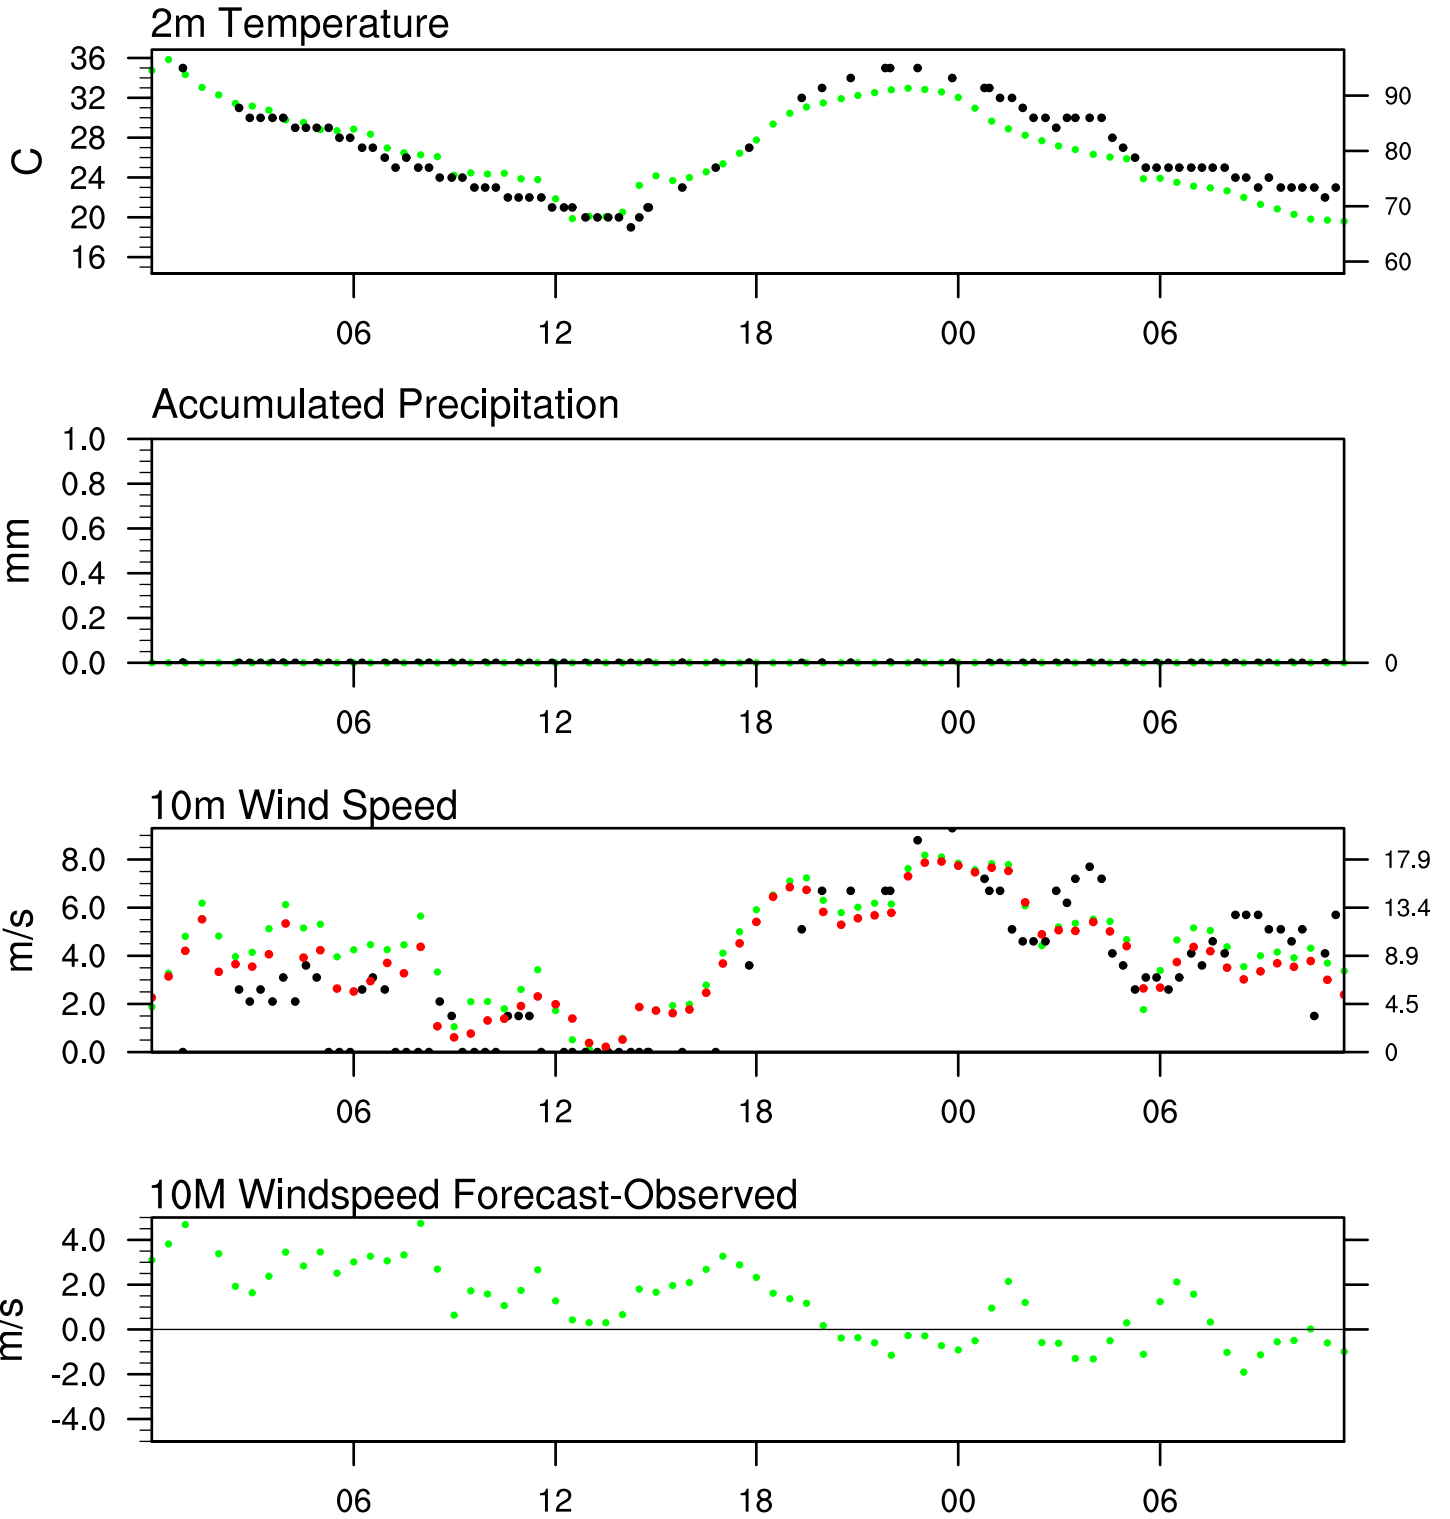 2m Temperature
36
32
28
24
20
16
C
90
80
70
60
06 12 18 00 06
Accumulated Precipitation
1.0
0.8
0.6
0.4
0.2
0.0
mm
0
06 12 18 00 06
10m Wind Speed
8.0
6.0
4.0
2.0
0.0
m/s
17.9
13.4
8.9
4.5
0
06 12 18 00 06
10M Windspeed Forecast-Observed
4.0
2.0
0.0
-2.0
-4.0
m/s
06 12 18 00 06